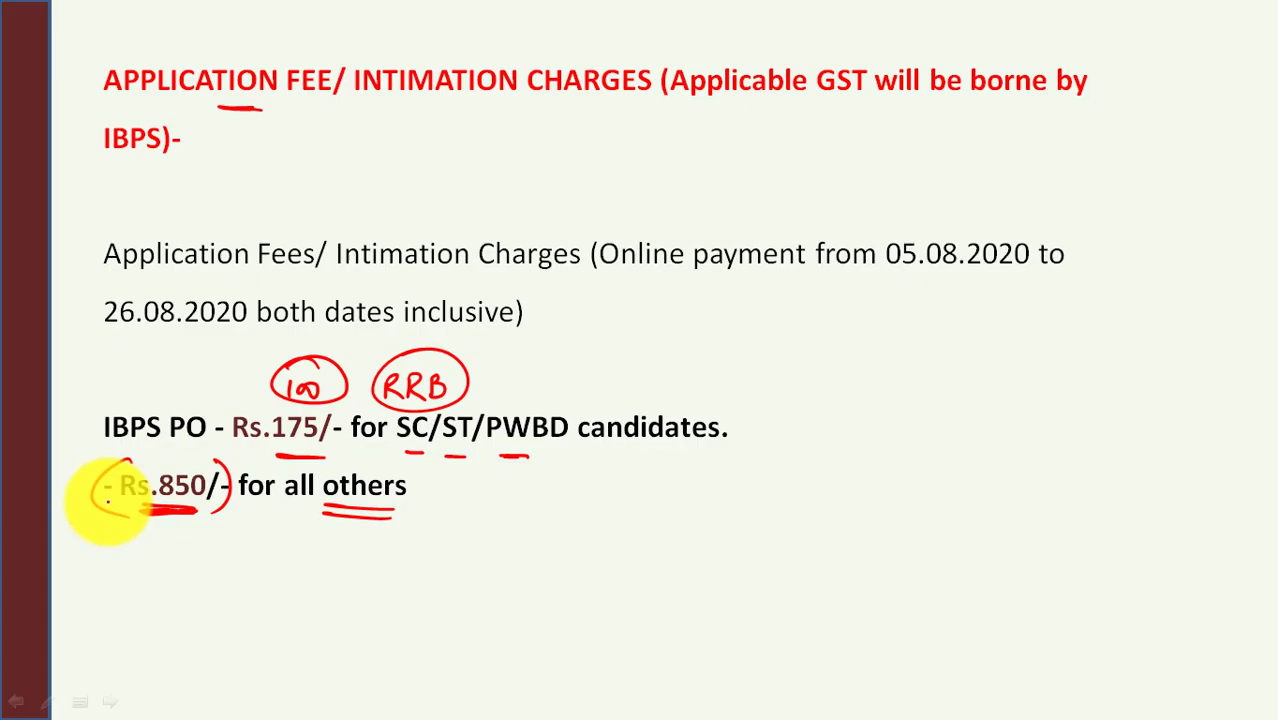 APPLICATION FEE/ INTIMATION CHARGES (Applicable GST will be borne by
IBPS)-
Application Fees/ Intimation Charges (Online payment from 05.08.2020 to
26.08.2020 both dates inclusive)
100 RRB
IBPS PO - Rs.175/- for SC/ST/PWBD candidates.
- Rs.850/- for all others